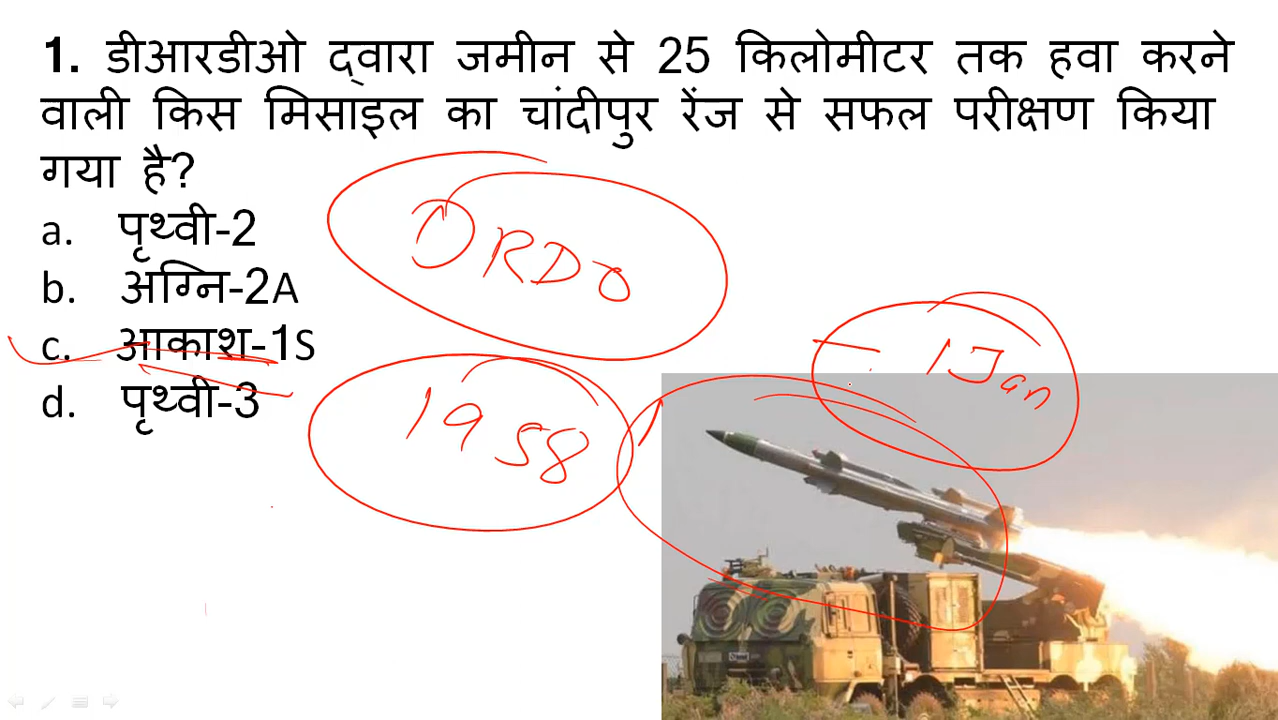 1. डीआरडीओ द्वारा जमीन से 25 किलोमीटर तक हवा करने
वाली किस मिसाइल का चांदीपुर रेंज से सफल परीक्षण किया
गया है?
a. पृथ्वी-2
b. अग्नि-2A
c. आकाश-1S
d. पृथ्वी-3
DRDO
1958
- 1 Jan